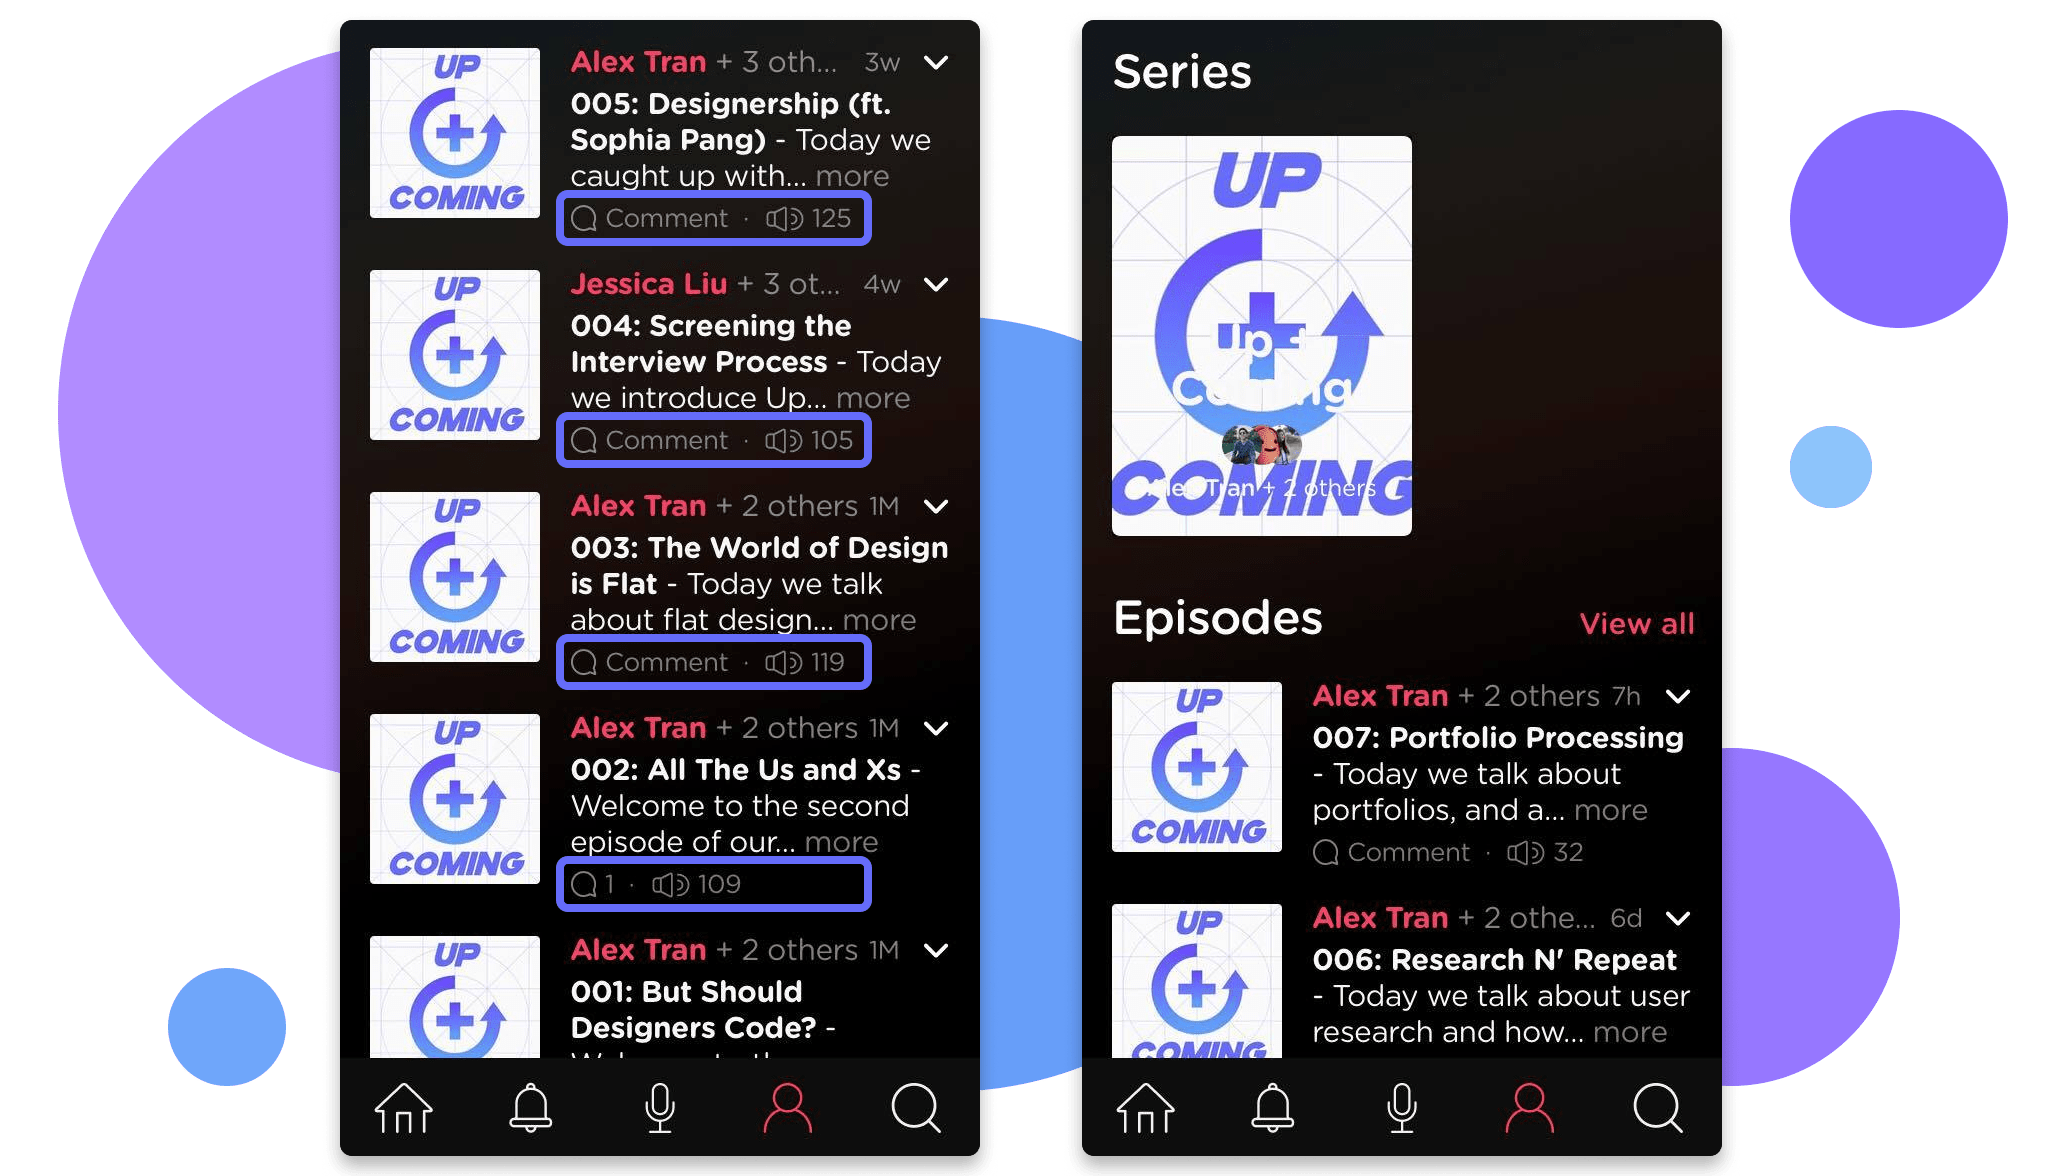 UP
COMING
Alex Tran + 3 oth... 3w
005: Designership (ft.
Sophia Pang) - Today we
caught up with... more
Comment · 125
UP
COMING
Jessica Liu + 3 ot... 4w
004: Screening the
Interview Process - Today
we introduce Up... more
Comment · 105
UP
COMING
Alex Tran + 2 others 1M
003: The World of Design
is Flat - Today we talk
about flat design... more
Comment · 119
UP
COMING
Alex Tran + 2 others 1M
002: All The Us and Xs -
Welcome to the second
episode of our... more
1 · 109
UP
Alex Tran + 2 others 1M
001: But Should
Designers Code? -
Series
UP
Up +
Coming
COMING
Alex Tran + 2 others
Episodes
View all
UP
COMING
Alex Tran + 2 others 7h
007: Portfolio Processing
- Today we talk about
portfolios, and a... more
Comment · 32
UP
COMING
Alex Tran + 2 othe... 6d
006: Research N' Repeat
- Today we talk about user
research and how... more